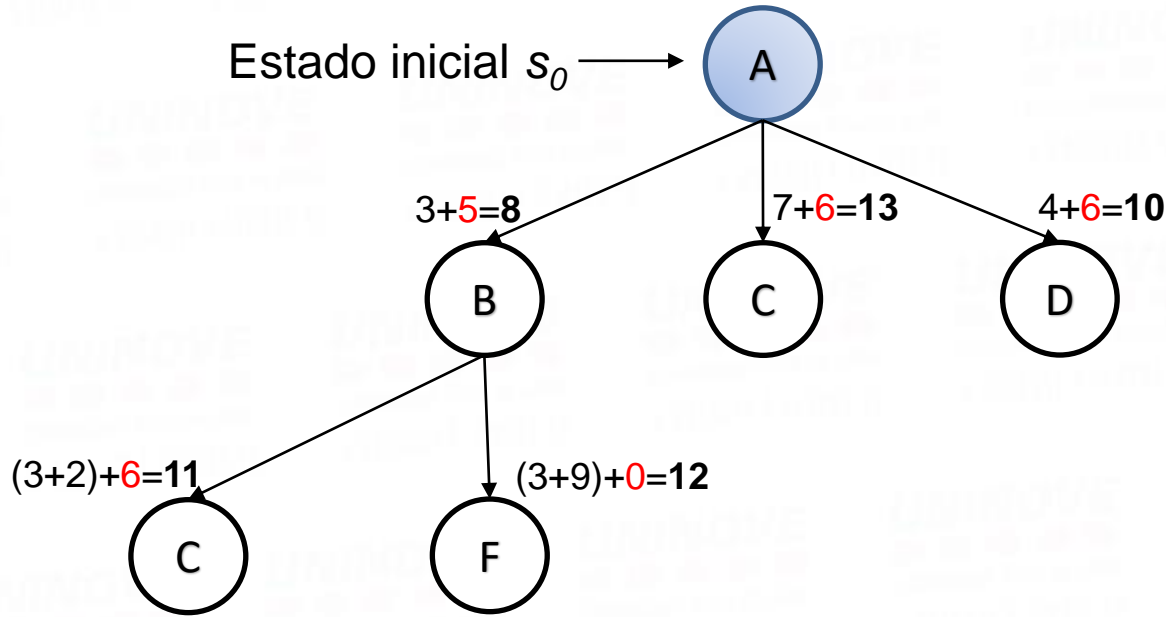 Estado inicial s0
A
3+5=8
7+6=13
4+6=10
B
C
D
(3+2)+6=11
(3+9)+0=12
C
F